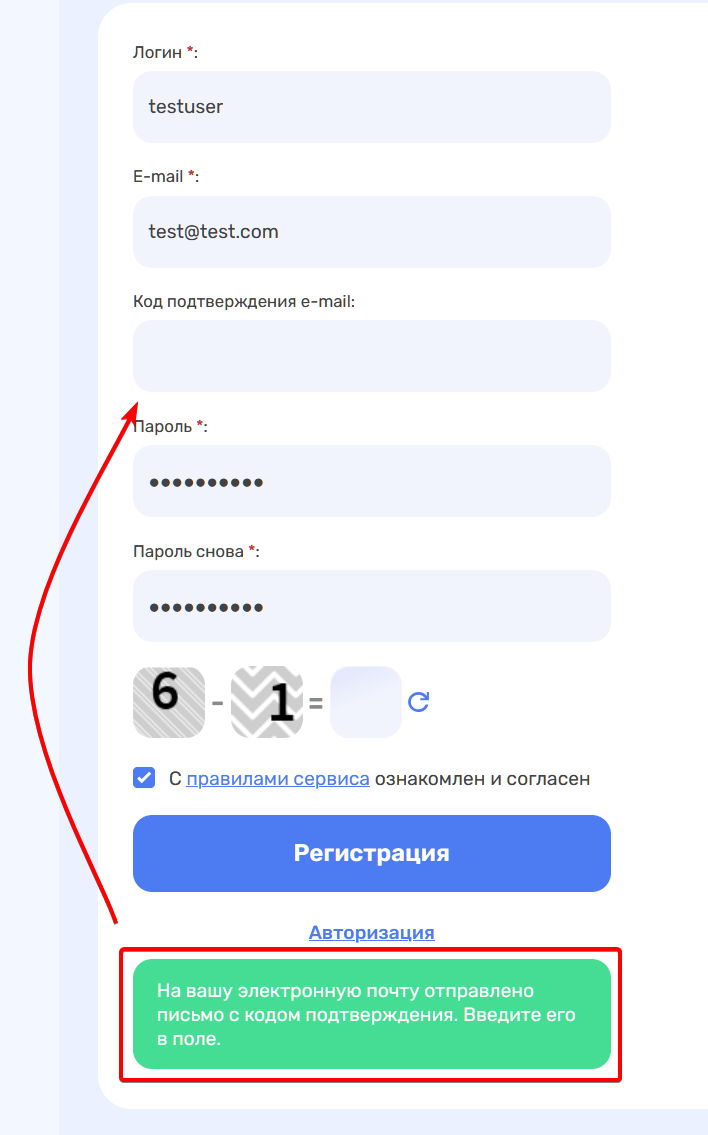 Логин *:
testuser
E-mail *:
test@test.com
Код подтверждения e-mail:
Пароль *:
••••••••••
Пароль снова *:
••••••••••
6 - 1 =
С правилами сервиса ознакомлен и согласен
Регистрация
Авторизация
На вашу электронную почту отправлено
письмо с кодом подтверждения. Введите его
в поле.